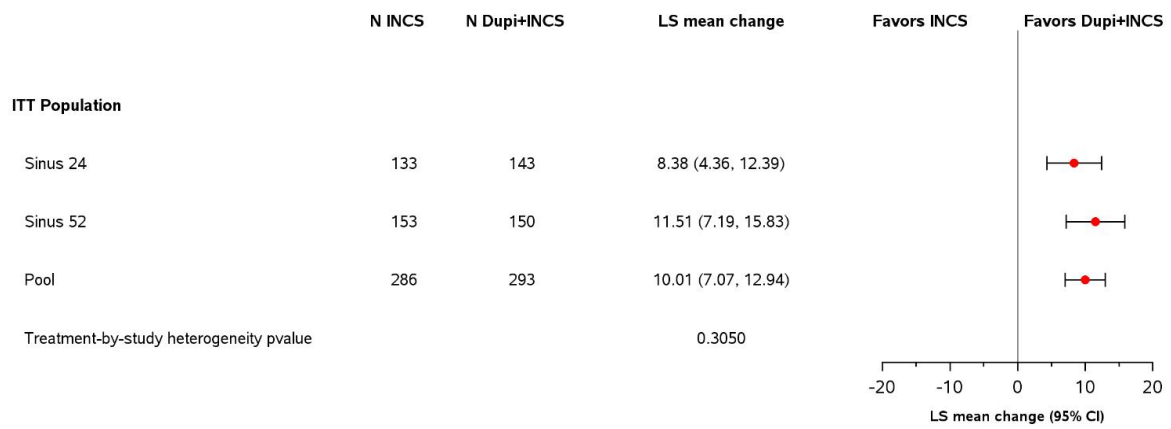 N INCS N Dupi+INCS LS mean change Favors INCS Favors Dupi+INCS
ITT Population
Sinus 24 133 143 8.38 (4.36, 12.39)
Sinus 52 153 150 11.51 (7.19, 15.83)
Pool 286 293 10.01 (7.07, 12.94)
Treatment-by-study heterogeneity pvalue 0.3050
-20 -10 0 10 20
LS mean change (95% CI)